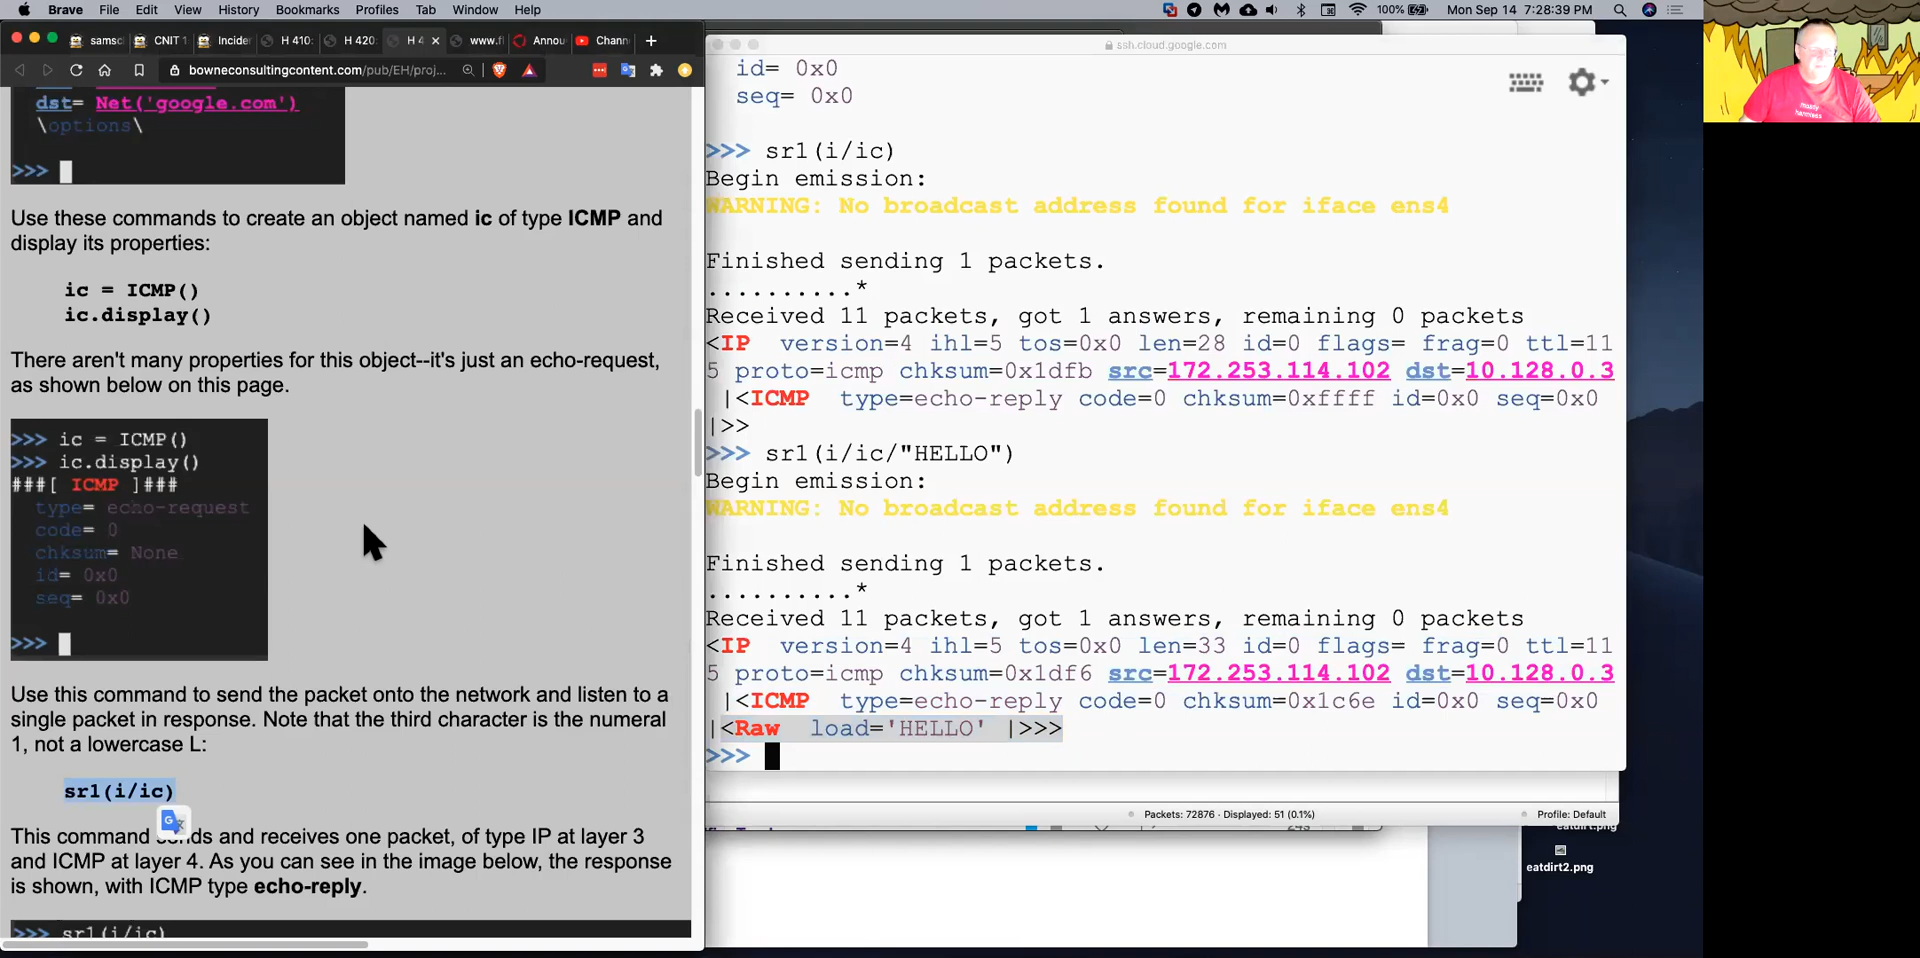 Brave File Edit View History Bookmarks Profiles Tab Window Help
100% Mon Sep 14 7:28:39 PM
samsc CNIT 1 Incider H 410: H 420: H 4 www.f Annou Chann
bowneconsultingcontent.com/pub/EH/proj...
dst= Net('google.com')
\options\
>>>
Use these commands to create an object named ic of type ICMP and
display its properties:
ic = ICMP()
ic.display()
There aren't many properties for this object--it's just an echo-request,
as shown below on this page.
>>> ic = ICMP()
>>> ic.display()
###[ ICMP ]###
type= echo-request
code= 0
chksum= None
id= 0x0
seq= 0x0
>>>
Use this command to send the packet onto the network and listen to a
single packet in response. Note that the third character is the numeral
1, not a lowercase L:
sr1(i/ic)
This command sends and receives one packet, of type IP at layer 3
and ICMP at layer 4. As you can see in the image below, the response
is shown, with ICMP type echo-reply.
>>> sr1(i/ic)
ssh.cloud.google.com
id= 0x0
seq= 0x0
>>> sr1(i/ic)
Begin emission:
WARNING: No broadcast address found for iface ens4
Finished sending 1 packets.
..........*
Received 11 packets, got 1 answers, remaining 0 packets
<IP version=4 ihl=5 tos=0x0 len=28 id=0 flags= frag=0 ttl=11
5 proto=icmp chksum=0x1dfb src=172.253.114.102 dst=10.128.0.3
|<ICMP type=echo-reply code=0 chksum=0xffff id=0x0 seq=0x0
|>>
>>> sr1(i/ic/"HELLO")
Begin emission:
WARNING: No broadcast address found for iface ens4
Finished sending 1 packets.
..........*
Received 11 packets, got 1 answers, remaining 0 packets
<IP version=4 ihl=5 tos=0x0 len=33 id=0 flags= frag=0 ttl=11
5 proto=icmp chksum=0x1df6 src=172.253.114.102 dst=10.128.0.3
|<ICMP type=echo-reply code=0 chksum=0x1c6e id=0x0 seq=0x0
|<Raw load='HELLO' |>>>
>>>
Packets: 72876 · Displayed: 51 (0.1%) Profile: Default
eatdirt.png
eatdirt2.png
mostly
harmless